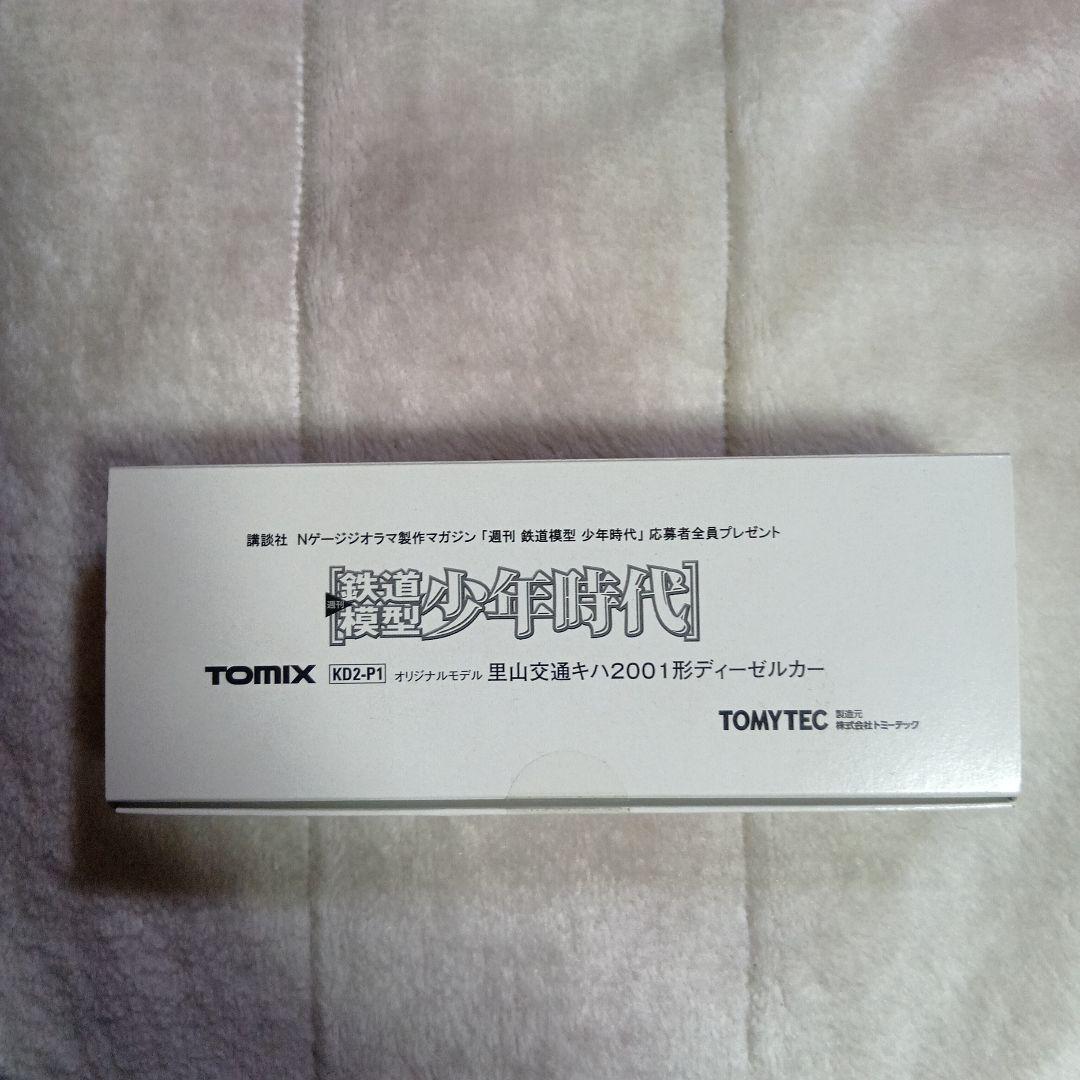 講談社 Nゲージジオラマ製作マガジン「週刊 鉄道模型 少年時代」応募者全員プレゼント
週刊 鉄道模型 少年時代
TOMIX KD2-P1 オリジナルモデル 里山交通キハ2001形ディーゼルカー
TOMYTEC 製造元 株式会社トミーテック